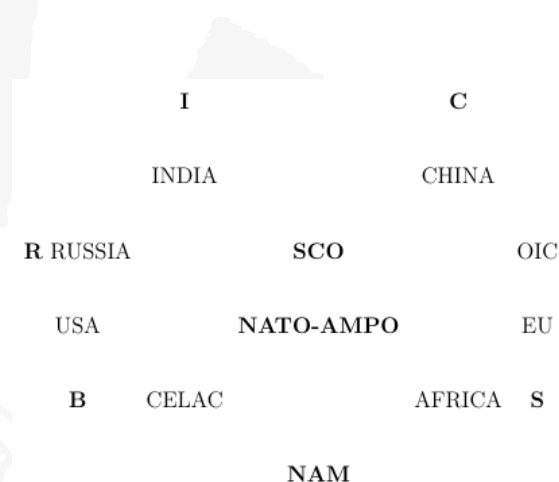 I C
INDIA CHINA
R RUSSIA SCO OIC
USA NATO-AMPO EU
B CELAC AFRICA S
NAM